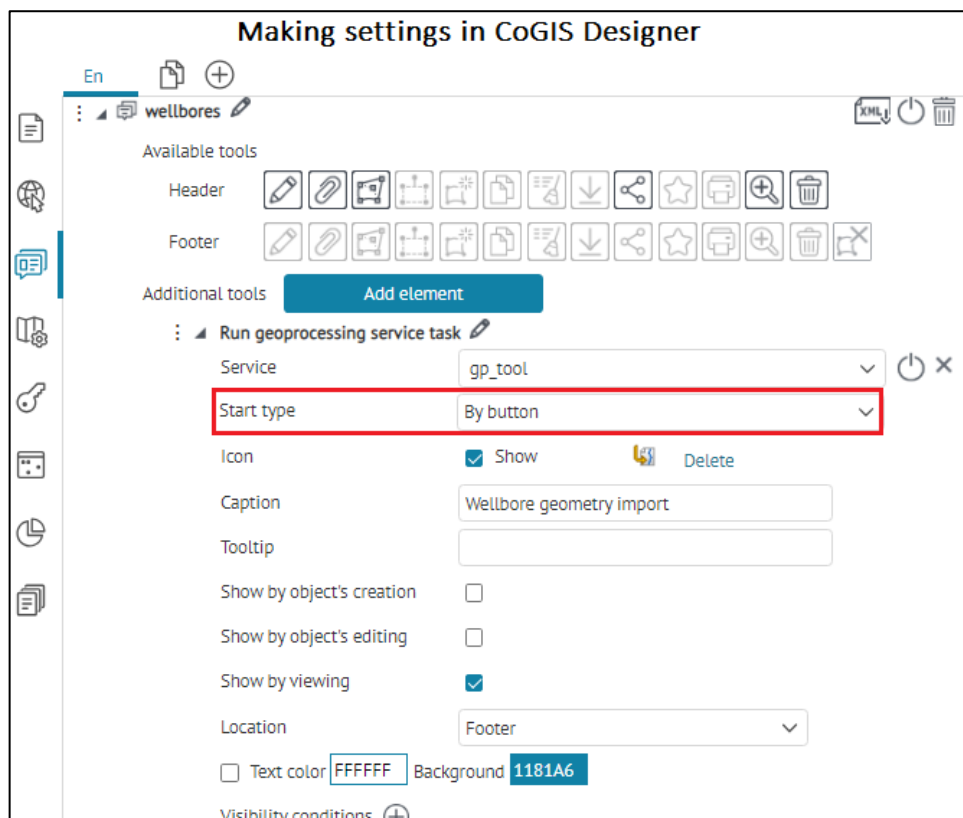 Making settings in CoGIS Designer
En
wellbores
XML
Available tools
Header
Footer
Additional tools Add element
Run geoprocessing service task
Service gp_tool
Start type By button
Icon Show Delete
Caption Wellbore geometry import
Tooltip
Show by object's creation
Show by object's editing
Show by viewing
Location Footer
Text color FFFFFF Background 1181A6
Visibility conditions